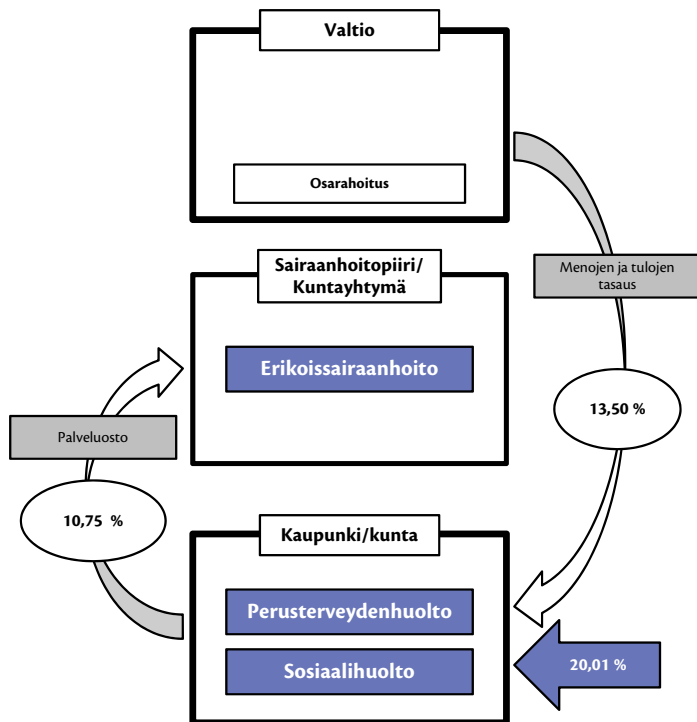 Valtio
Osarahoitus
Menojen ja tulojen
tasaus
Sairaanhoitopiiri/
Kuntayhtymä
Erikoissairaanhoito
13,50 %
Palveluosto
10,75 %
Kaupunki/kunta
Perusterveydenhuolto
Sosiaalihuolto
20,01 %